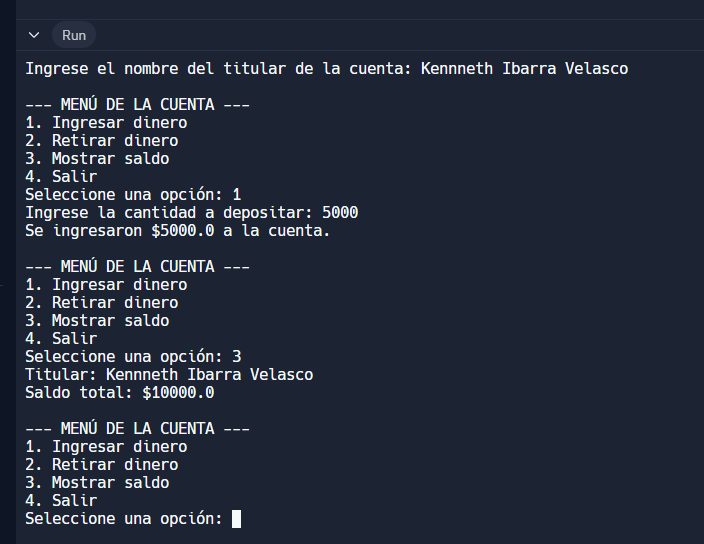 Run
Ingrese el nombre del titular de la cuenta: Kennneth Ibarra Velasco
--- MENÚ DE LA CUENTA ---
1. Ingresar dinero
2. Retirar dinero
3. Mostrar saldo
4. Salir
Seleccione una opción: 1
Ingrese la cantidad a depositar: 5000
Se ingresaron $5000.0 a la cuenta.
--- MENÚ DE LA CUENTA ---
1. Ingresar dinero
2. Retirar dinero
3. Mostrar saldo
4. Salir
Seleccione una opción: 3
Titular: Kennneth Ibarra Velasco
Saldo total: $10000.0
--- MENÚ DE LA CUENTA ---
1. Ingresar dinero
2. Retirar dinero
3. Mostrar saldo
4. Salir
Seleccione una opción: